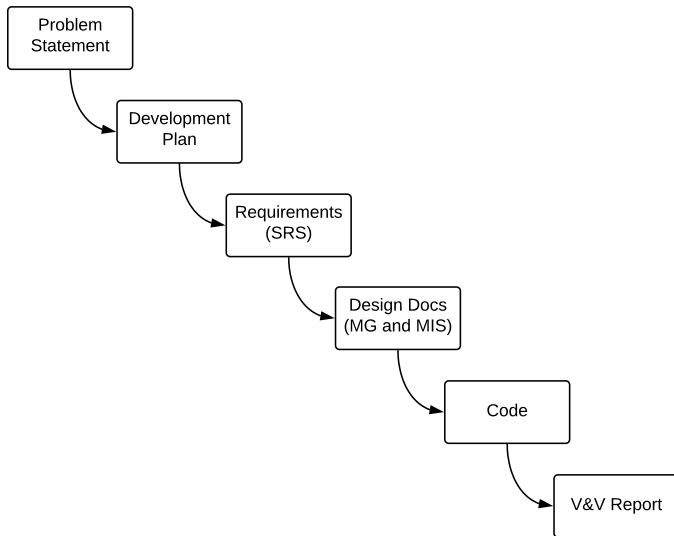 Problem
Statement
Development
Plan
Requirements
(SRS)
Design Docs
(MG and MIS)
Code
V&V Report